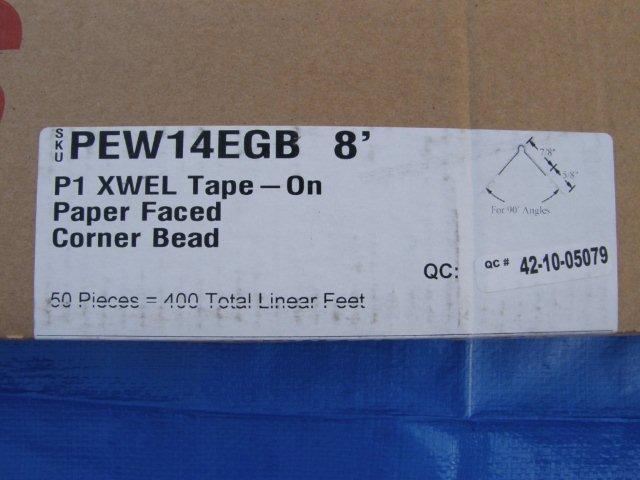 SKU PEW14EGB 8'
P1 XWEL Tape-On
Paper Faced
Corner Bead
7/8"
5/8"
For 90' Angles
QC: QC # 42-10-05079
50 Pieces = 400 Total Linear Feet